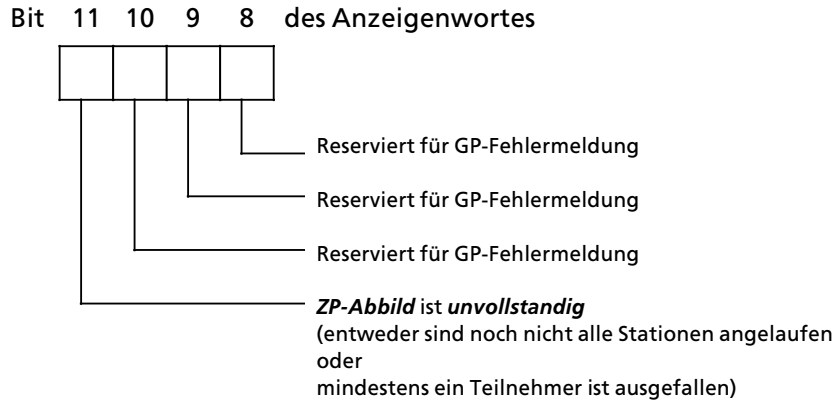 Bit 11 10 9 8 des Anzeigenwortes
Reserviert für GP-Fehlermeldung
Reserviert für GP-Fehlermeldung
Reserviert für GP-Fehlermeldung
ZP-Abbild ist unvollstandig
(entweder sind noch nicht alle Stationen angelaufen
oder
mindestens ein Teilnehmer ist ausgefallen)